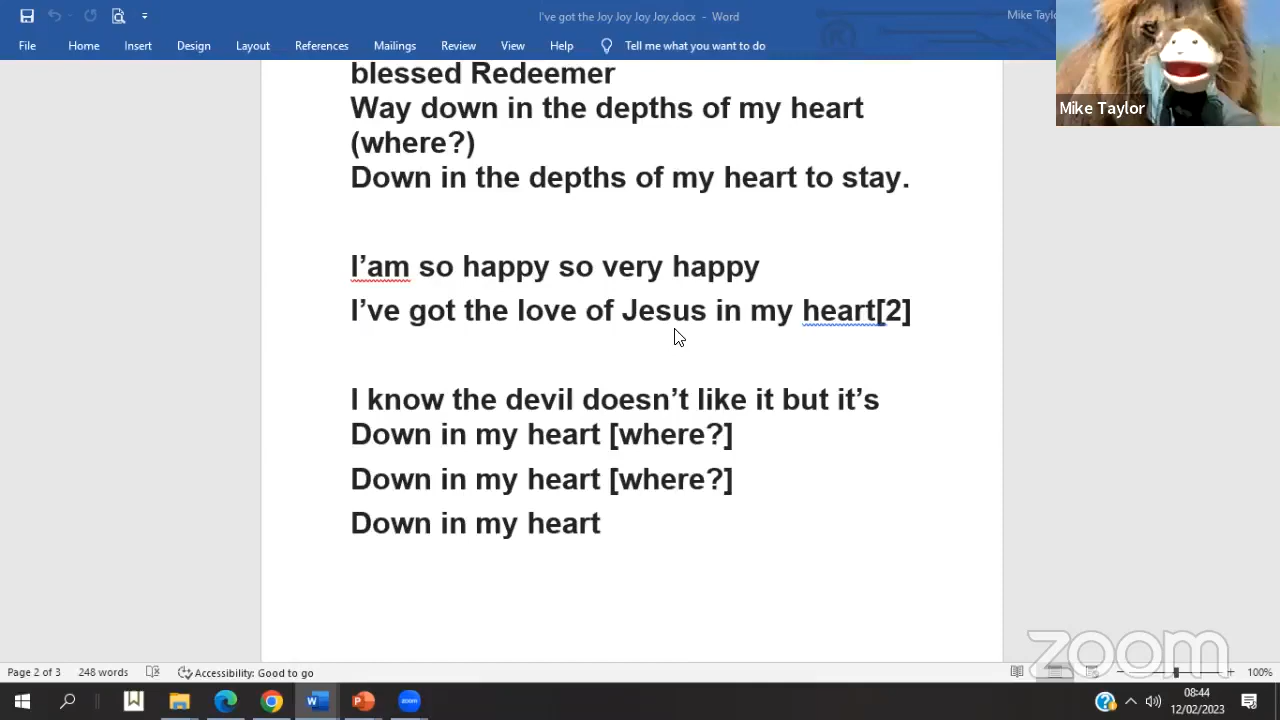 I've got the Joy Joy Joy Joy.docx - Word
Mike Taylo
File Home Insert Design Layout References Mailings Review View Help Tell me what you want to do
Mike Taylor
blessed Redeemer
Way down in the depths of my heart
(where?)
Down in the depths of my heart to stay.
I'am so happy so very happy
I've got the love of Jesus in my heart[2]
I know the devil doesn't like it but it's
Down in my heart [where?]
Down in my heart [where?]
Down in my heart
zoom
Page 2 of 3 248 words Accessibility: Good to go 100%
zoom
08:44
12/02/2023